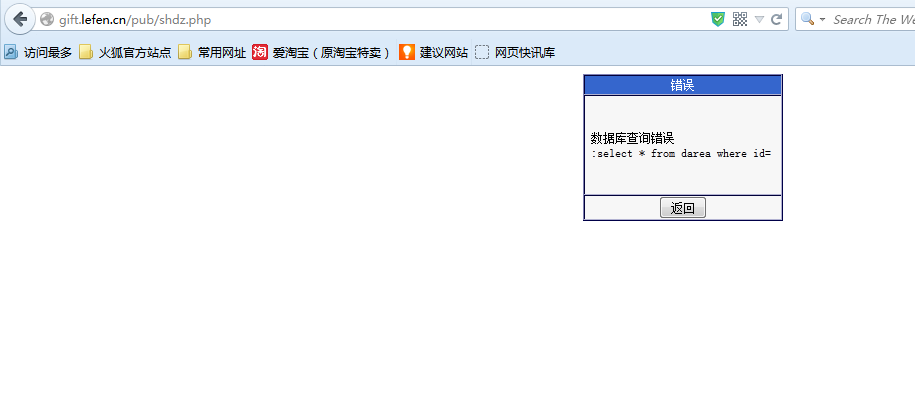 gift.lefen.cn/pub/shdz.php
Search The We
访问最多 火狐官方站点 常用网址 淘 爱淘宝（原淘宝特卖） 建议网站 网页快讯库
错误
数据库查询错误
:select * from darea where id=
返回